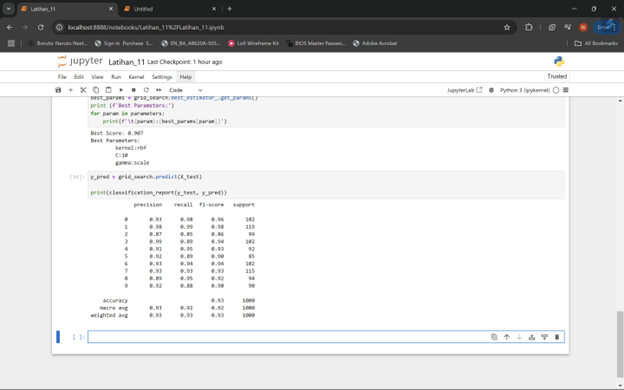 Latihan_11
Untitled
localhost:8888/notebooks/Latihan_11%2FLatihan_11.ipynb
Boruto: Naruto Next...
Sign In Purchase S...
EN_BA_AB620A-S05...
Lofi Wireframe Kit
BIOS Master Passwo...
Adobe Acrobat
All Bookmarks
jupyter Latihan_11 Last Checkpoint: 1 hour ago
File Edit View Run Kernel Settings Help
Trusted
Code
JupyterLab
Python 3 (ipykernel)
best_params = grid_search.best_estimator_.get_params()
print (f'Best Parameters:')
for param in parameters:
print(f'\t{param}:{best_params[param]}')
Best Score: 0.907
Best Parameters:
kernel:rbf
C:10
gamma:scale
y_pred = grid_search.predict(X_test)
print(classification_report(y_test, y_pred))
precision recall f1-score support
0 0.93 0.98 0.96 102
1 0.98 0.99 0.98 119
2 0.87 0.85 0.86 99
3 0.99 0.89 0.94 102
4 0.91 0.95 0.93 92
5 0.92 0.89 0.90 85
6 0.93 0.94 0.94 102
7 0.93 0.93 0.93 115
8 0.89 0.95 0.92 94
9 0.92 0.88 0.90 90
accuracy 0.93 1000
macro avg 0.93 0.92 0.92 1000
weighted avg 0.93 0.93 0.93 1000
[ ]: